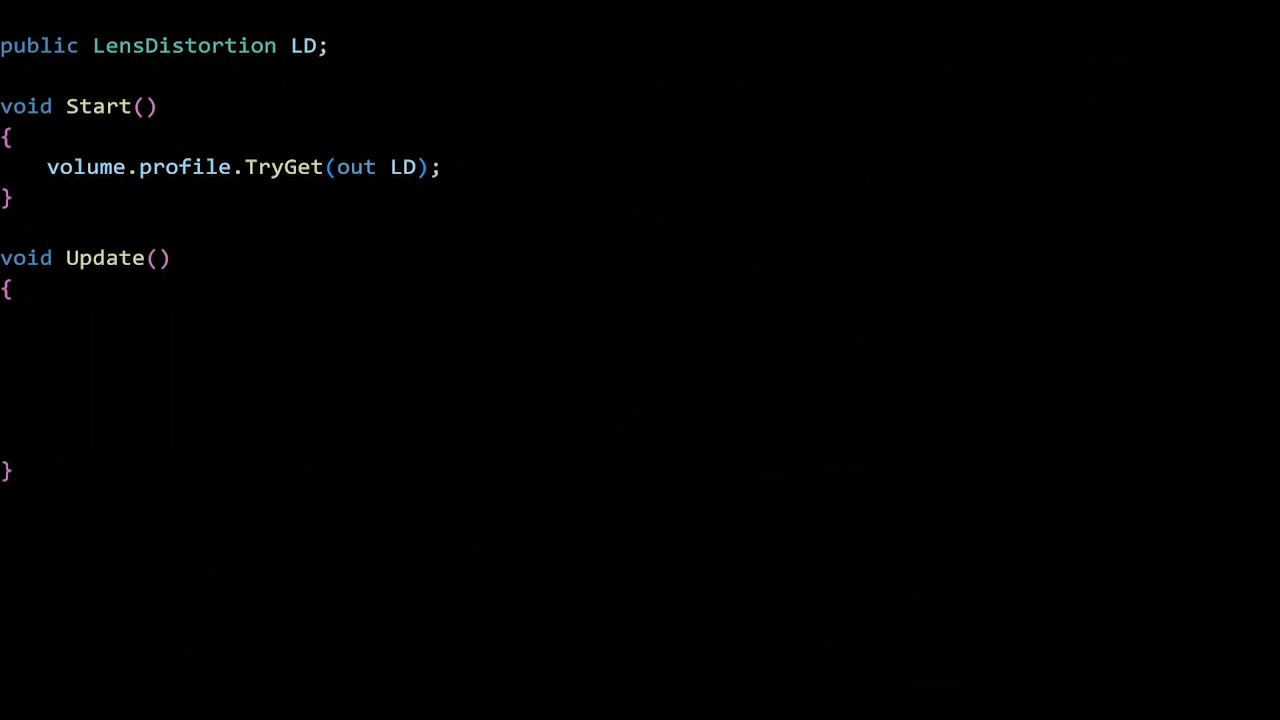 public LensDistortion LD;
void Start()
{
    volume.profile.TryGet(out LD);
}
void Update()
{
}